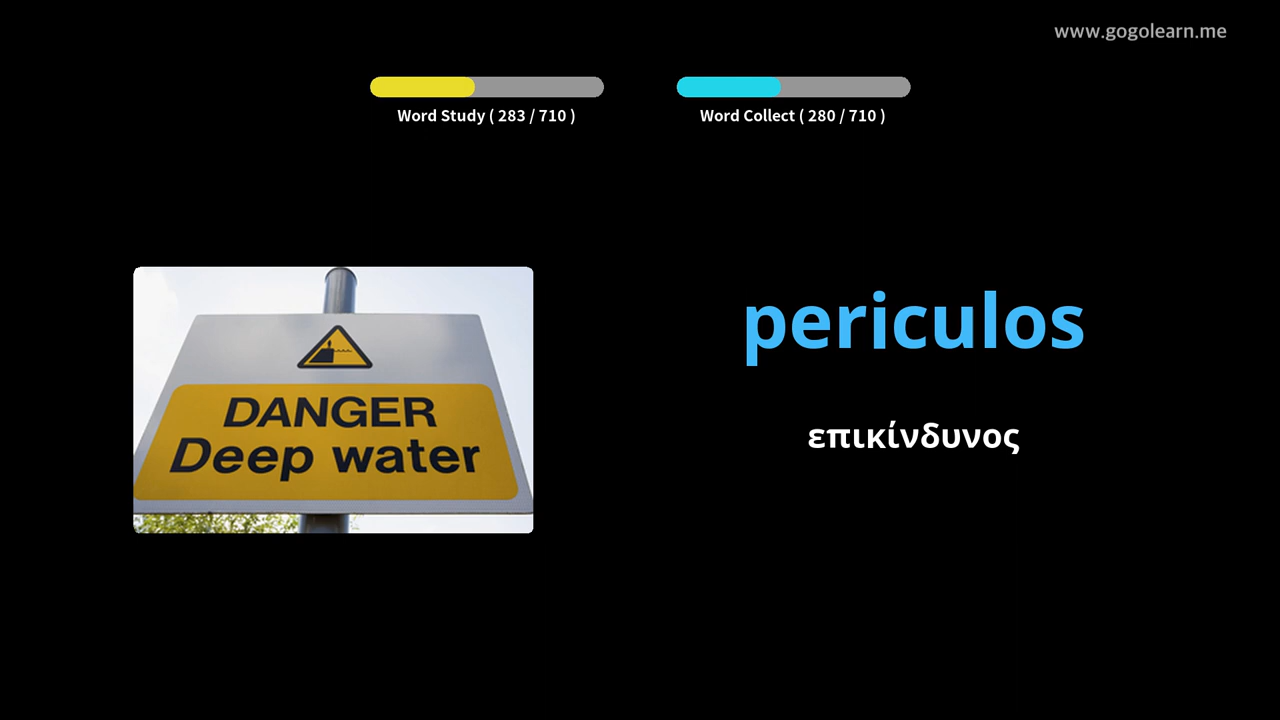 www.gogolearn.me
Word Study ( 283 / 710 )
Word Collect ( 280 / 710 )
DANGER
Deep water
periculos
επικίνδυνος